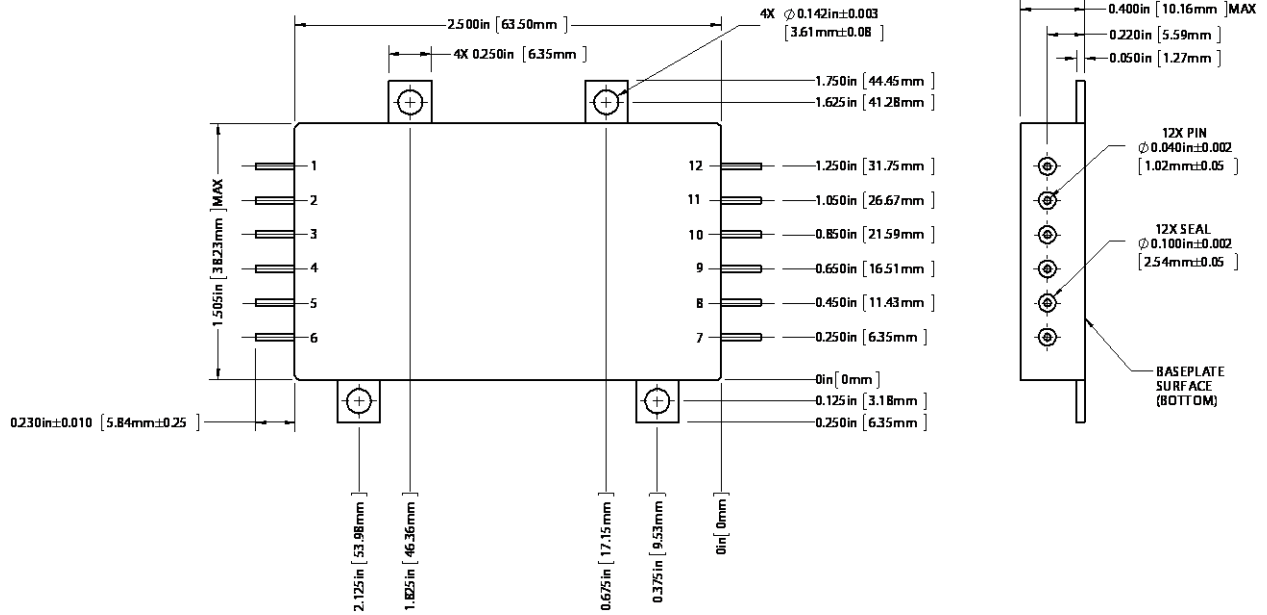 2.500in [63.50mm]
4X ∅0.142in±0.003
[3.61mm±0.08]
0.400in [10.16mm]MAX
0.220in [5.59mm]
0.050in [1.27mm]
4X 0.250in [6.35mm]
1.750in [44.45mm]
1.625in [41.28mm]
1.505in [38.23mm]MAX
1
2
3
4
5
6
12
11
10
9
8
7
1.250in [31.75mm]
1.050in [26.67mm]
0.850in [21.59mm]
0.650in [16.51mm]
0.450in [11.43mm]
0.250in [6.35mm]
0in[0mm]
0.125in [3.18mm]
0.250in [6.35mm]
12X PIN
∅0.040in±0.002
[1.02mm±0.05]
12X SEAL
∅0.100in±0.002
[2.54mm±0.05]
BASEPLATE
SURFACE
(BOTTOM)
0.230in±0.010 [5.84mm±0.25]
2.125in [53.98mm]
1.825in [46.36mm]
0.675in [17.15mm]
0.375in [9.53mm]
0in[0mm]